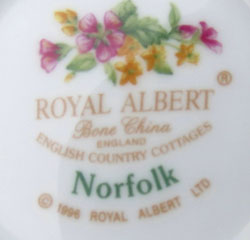 ROYAL ALBERT ®
Bone China
ENGLAND
ENGLISH COUNTRY COTTAGES
Norfolk
© 1996 ROYAL ALBERT LTD